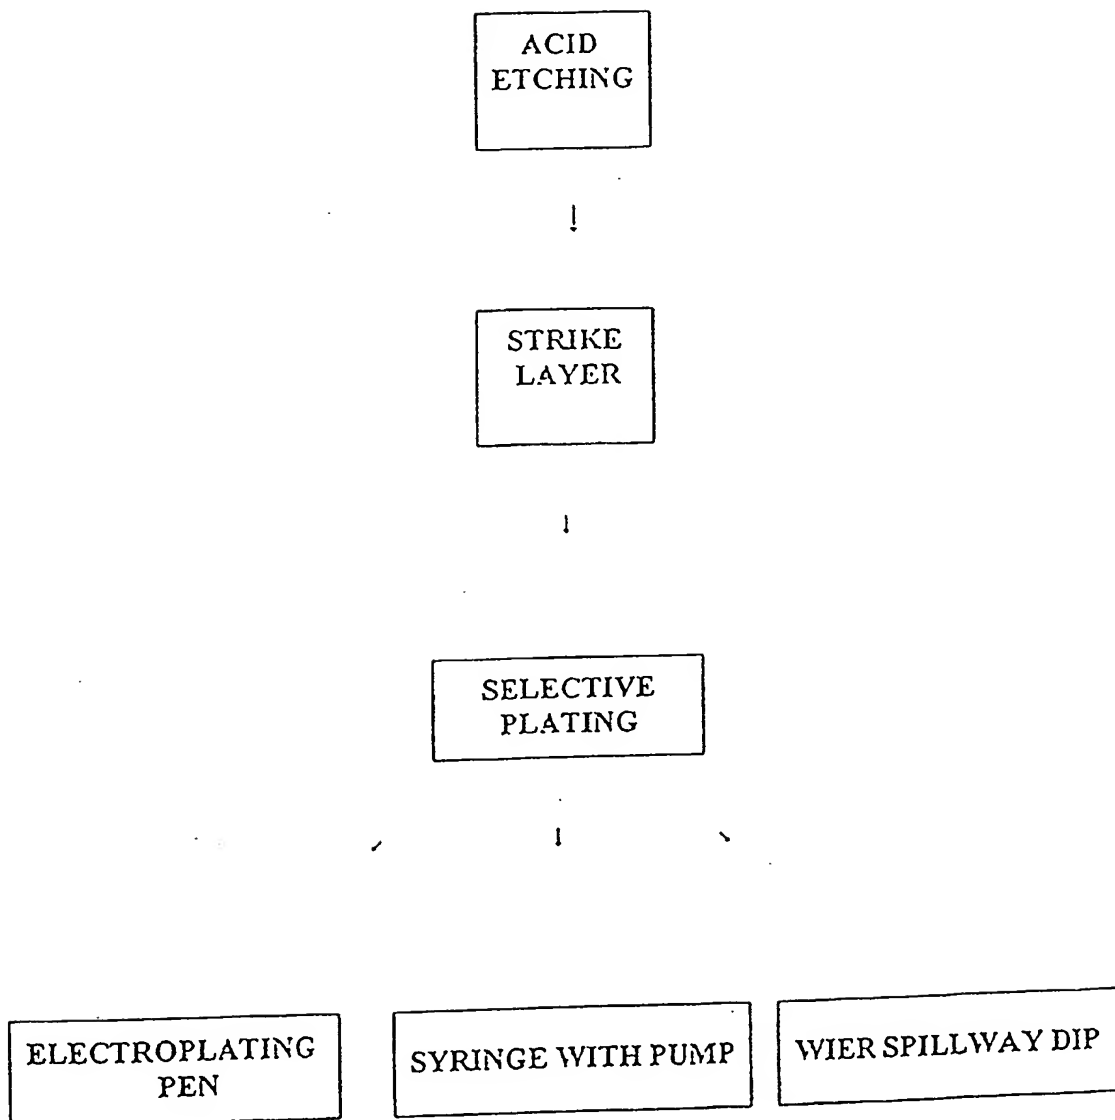 ACID
ETCHING
STRIKE
LAYER
SELECTIVE
PLATING
ELECTROPLATING
PEN
SYRINGE WITH PUMP
WIER SPILLWAY DIP